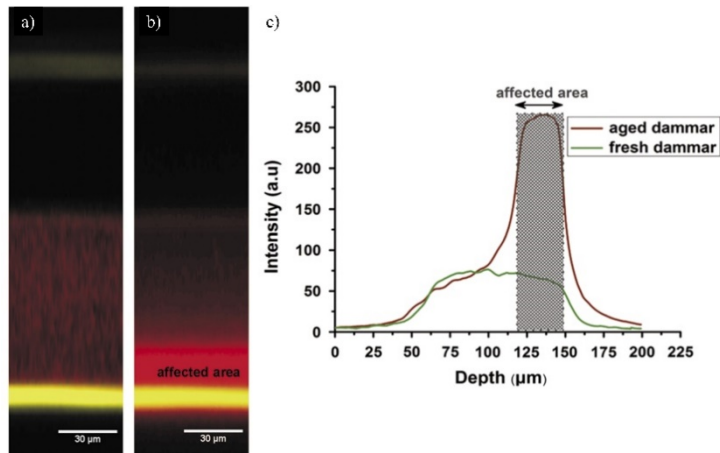 a)
b)
c)
affected area
30 μm
30 μm
affected area
aged dammar
fresh dammar
Intensity (a.u)
300
250
200
150
100
50
0
0 25 50 75 100 125 150 175 200 225
Depth (μm)